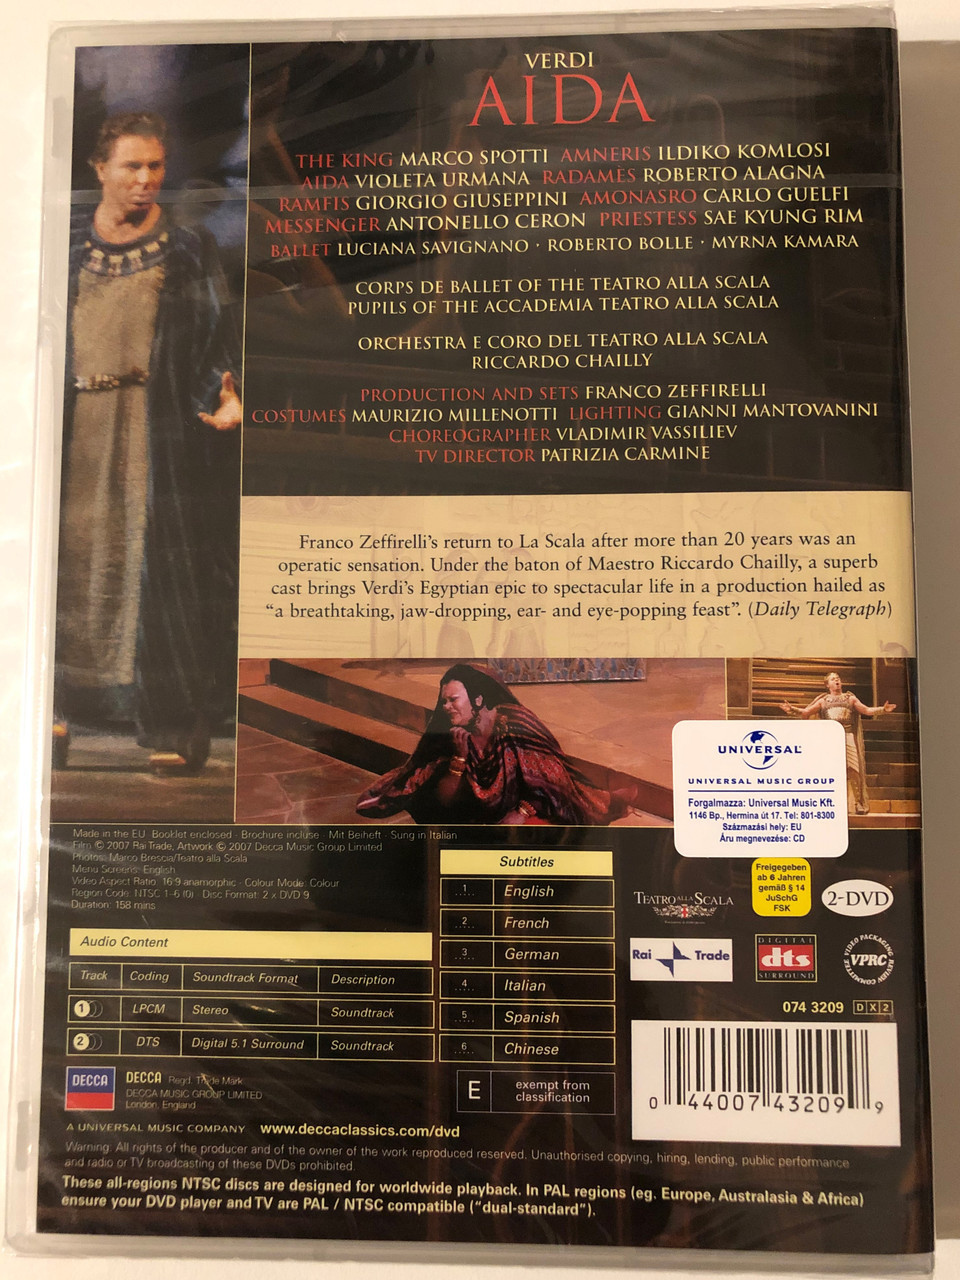 VERDI
AIDA
THE KING MARCO SPOTTI AMNERIS ILDIKO KOMLOSI
AIDA VIOLETA URMANA RADAMES ROBERTO ALAGNA
RAMFIS GIORGIO GIUSEPPINI AMONASRO CARLO GUELFI
MESSENGER ANTONELLO CERON PRIESTESS SAE KYUNG RIM
BALLET LUCIANA SAVIGNANO · ROBERTO BOLLE · MYRNA KAMARA
CORPS DE BALLET OF THE TEATRO ALLA SCALA
PUPILS OF THE ACCADEMIA TEATRO ALLA SCALA
ORCHESTRA E CORO DEL TEATRO ALLA SCALA
RICCARDO CHAILLY
PRODUCTION AND SETS FRANCO ZEFFIRELLI
COSTUMES MAURIZIO MILLENOTTI LIGHTING GIANNI MANTOVANINI
CHOREOGRAPHER VLADIMIR VASSILIEV
TV DIRECTOR PATRIZIA CARMINE
Franco Zeffirelli's return to La Scala after more than 20 years was an
operatic sensation. Under the baton of Maestro Riccardo Chailly, a superb
cast brings Verdi's Egyptian epic to spectacular life in a production hailed as
“a breathtaking, jaw-dropping, ear- and eye-popping feast”. (Daily Telegraph)
UNIVERSAL
UNIVERSAL MUSIC GROUP
Forgalmazza: Universal Music Kft.
1146 Bp., Hermina út 17. Tel: 801-8300
Származási hely: EU
Áru megnevezése: CD
Made in the EU · Booklet enclosed · Brochure incluse · Mit Beiheft · Sung in Italian
Film © 2007 Rai Trade, Artwork © 2007 Decca Music Group Limited
Photos: Marco Brescia/Teatro alla Scala
Menu Screens: English
Video Aspect Ratio: 16:9 anamorphic · Colour Mode: Colour
Region Code: NTSC 1-6 (0) · Disc Format: 2 x DVD 9
Duration: 158 mins
Audio Content
Track Coding Soundtrack Format Description
1 LPCM Stereo Soundtrack
2 DTS Digital 5.1 Surround Soundtrack
Subtitles
1 English
2 French
3 German
4 Italian
5 Spanish
6 Chinese
E exempt from
classification
TEATRO ALLA SCALA
Freigegeben
ab 6 Jahren
gemäß § 14
JuSchG
FSK
2-DVD
Rai Trade
DIGITAL
dts
SURROUND
VIDEO PACKAGING REVIEW COMMITTEE
VPRC
074 3209 DX2
0 44007 43209 9
DECCA
DECCA Regd. Trade Mark
DECCA MUSIC GROUP LIMITED
London, England
A UNIVERSAL MUSIC COMPANY www.deccaclassics.com/dvd
Warning: All rights of the producer and of the owner of the work reproduced reserved. Unauthorised copying, hiring, lending, public performance
and radio or TV broadcasting of these DVDs prohibited.
These all-regions NTSC discs are designed for worldwide playback. In PAL regions (eg. Europe, Australasia & Africa)
ensure your DVD player and TV are PAL / NTSC compatible (“dual-standard”).